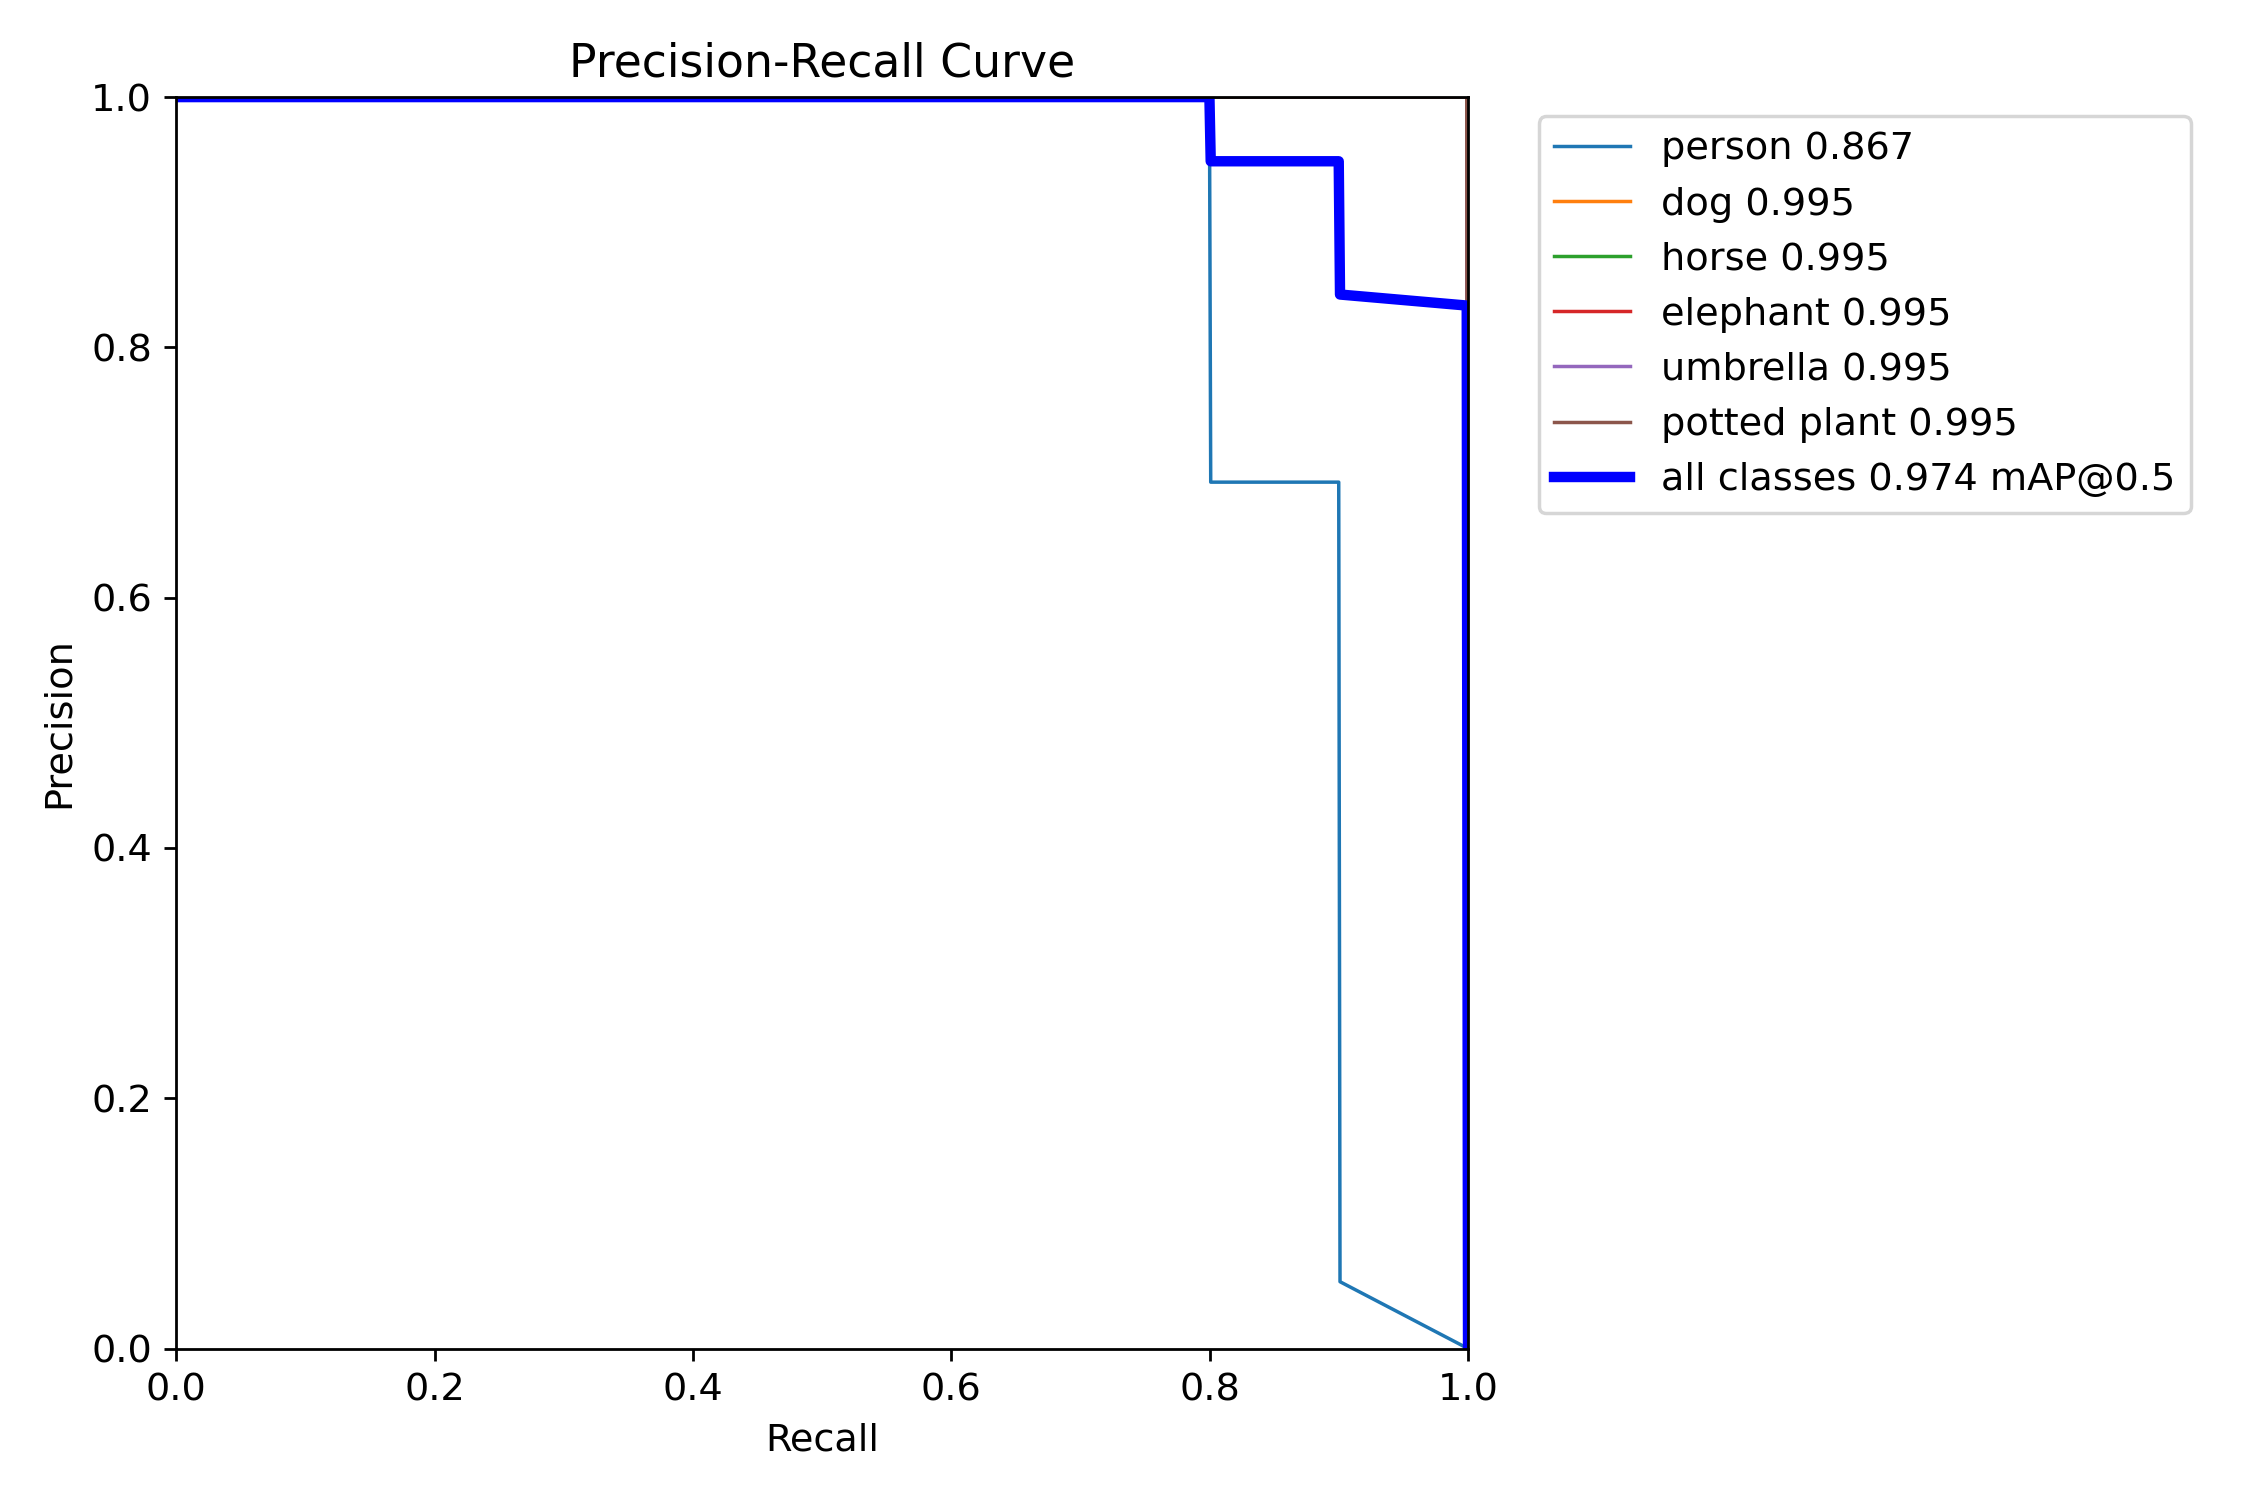 Precision-Recall Curve
1.0
0.8
0.6
0.4
0.2
0.0
Precision
0.0 0.2 0.4 0.6 0.8 1.0
Recall
person 0.867
dog 0.995
horse 0.995
elephant 0.995
umbrella 0.995
potted plant 0.995
all classes 0.974 mAP@0.5